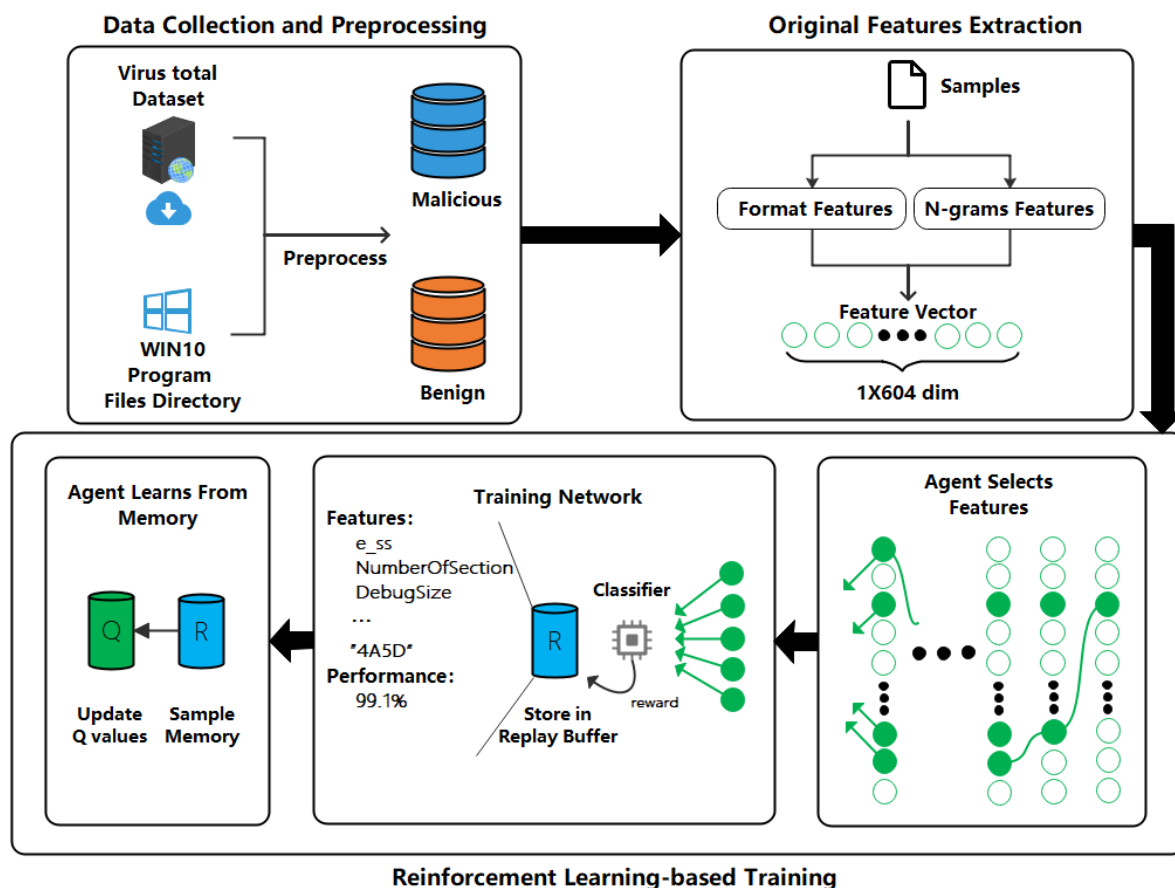 Data Collection and Preprocessing
Virus total
Dataset
Malicious
Preprocess
WIN10
Program
Files Directory
Benign
Original Features Extraction
Samples
Format Features
N-grams Features
Feature Vector
1X604 dim
Agent Learns From
Memory
Q
R
Update
Q values
Sample
Memory
Training Network
Features:
e_ss
NumberOfSection
DebugSize
...
"4A5D"
Performance:
99.1%
Classifier
R
reward
Store in
Replay Buffer
Agent Selects
Features
Reinforcement Learning-based Training